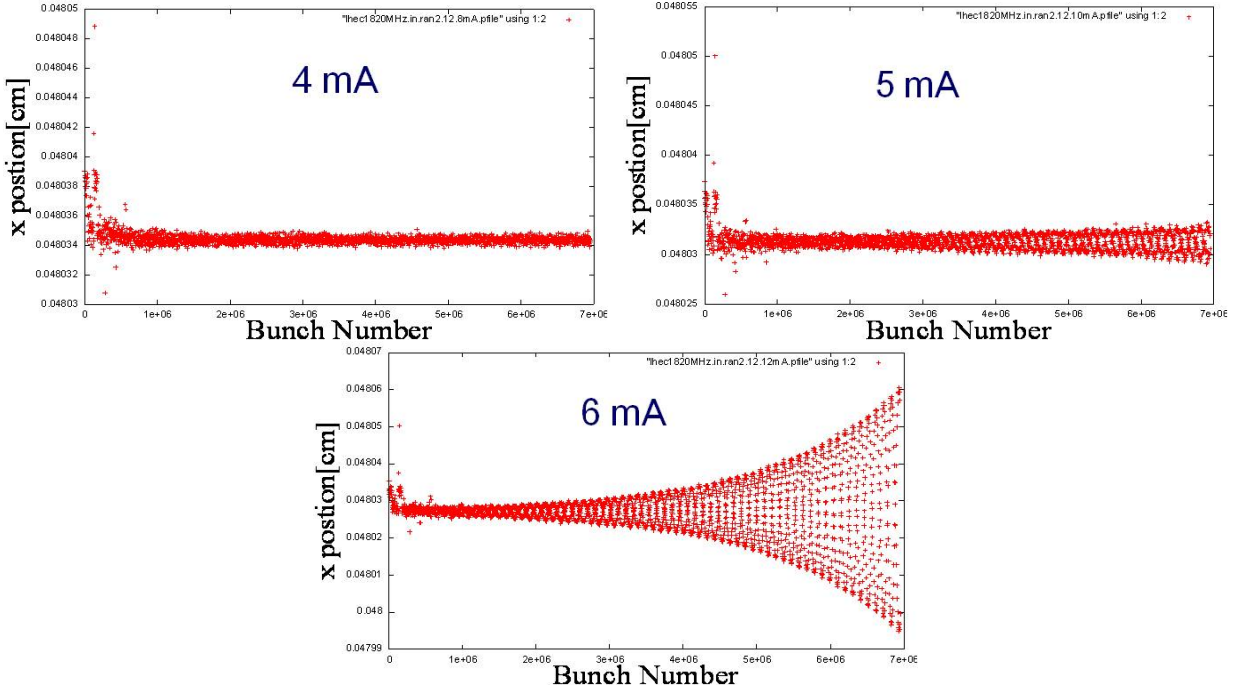 0.04805
0.048048
0.048046
0.048044
0.048042
0.04804
0.048038
0.048036
0.048034
0.048032
0.04803
x postion[cm]
"lhec1820MHz.in.ran2.12.8mA.pfile" using 1:2
4 mA
0 1e+06 2e+06 3e+06 4e+06 5e+06 6e+06 7e+06
Bunch Number
0.048055
0.04805
0.048045
0.04804
0.048035
0.04803
0.048025
x postion[cm]
"lhec1820MHz.in.ran2.12.10mA.pfile" using 1:2
5 mA
0 1e+06 2e+06 3e+06 4e+06 5e+06 6e+06 7e+06
Bunch Number
0.04807
0.04806
0.04805
0.04804
0.04803
0.04802
0.04801
0.048
0.04799
x postion[cm]
"lhec1820MHz.in.ran2.12.12mA.pfile" using 1:2
6 mA
0 1e+06 2e+06 3e+06 4e+06 5e+06 6e+06 7e+06
Bunch Number